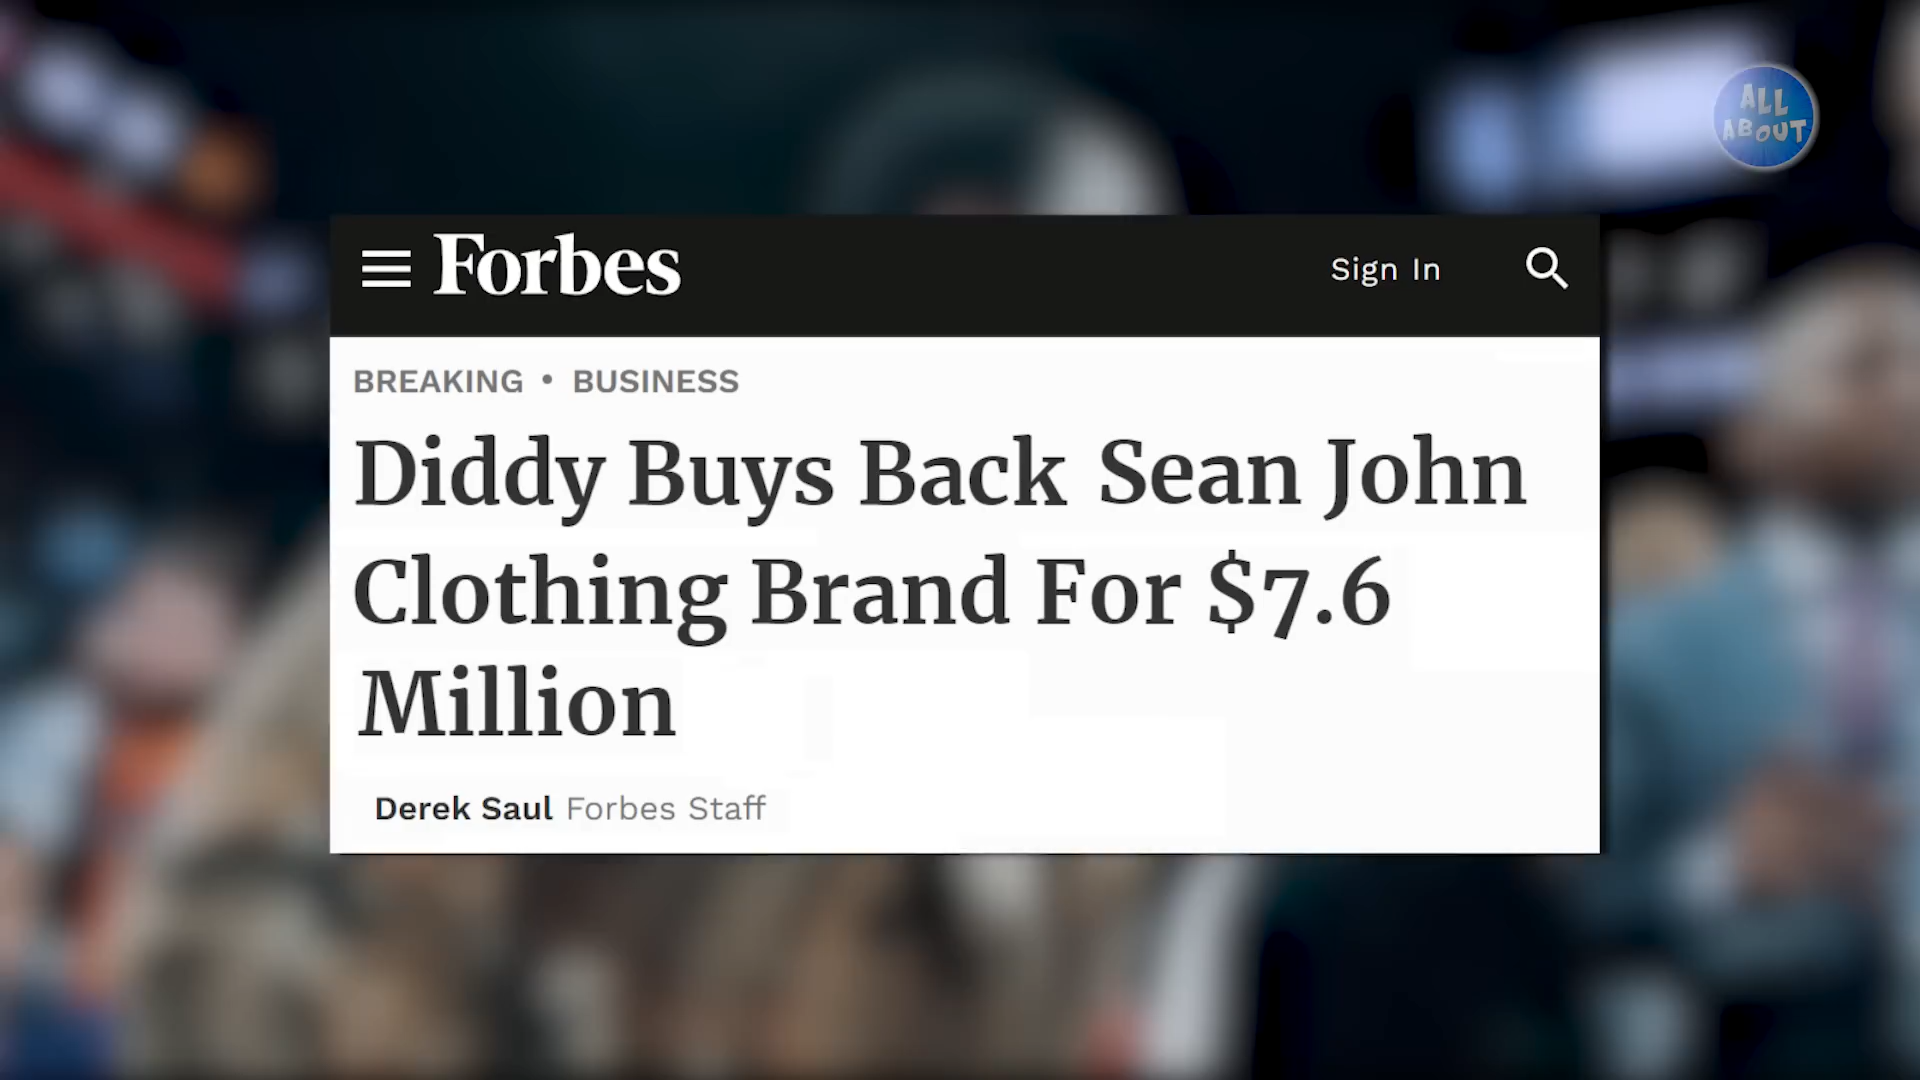 ALL
ABOUT
Forbes
Sign In
BREAKING • BUSINESS
Diddy Buys Back Sean John
Clothing Brand For $7.6
Million
Derek Saul Forbes Staff